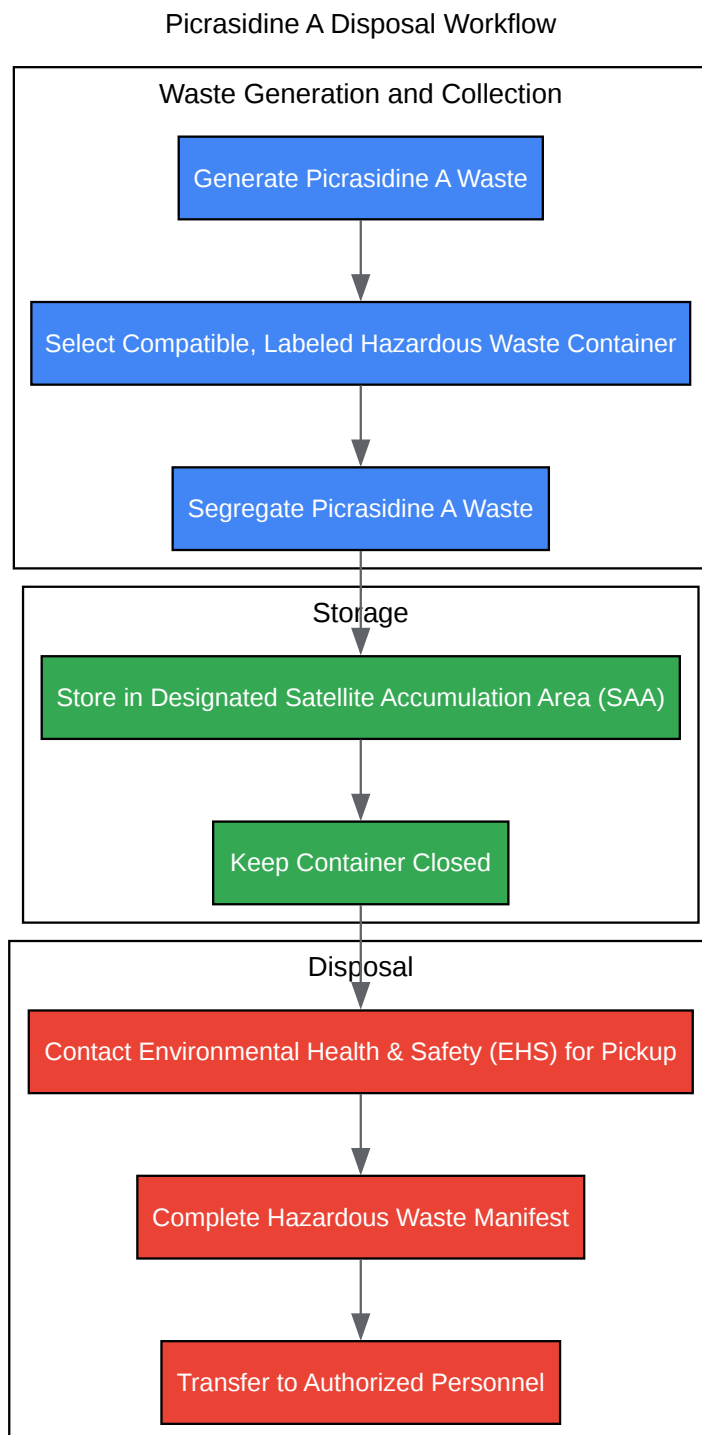 Picrasidine A Disposal Workflow
Waste Generation and Collection
Generate Picrasidine A Waste
Select Compatible, Labeled Hazardous Waste Container
Segregate Picrasidine A Waste
Storage
Store in Designated Satellite Accumulation Area (SAA)
Keep Container Closed
Disposal
Contact Environmental Health & Safety (EHS) for Pickup
Complete Hazardous Waste Manifest
Transfer to Authorized Personnel